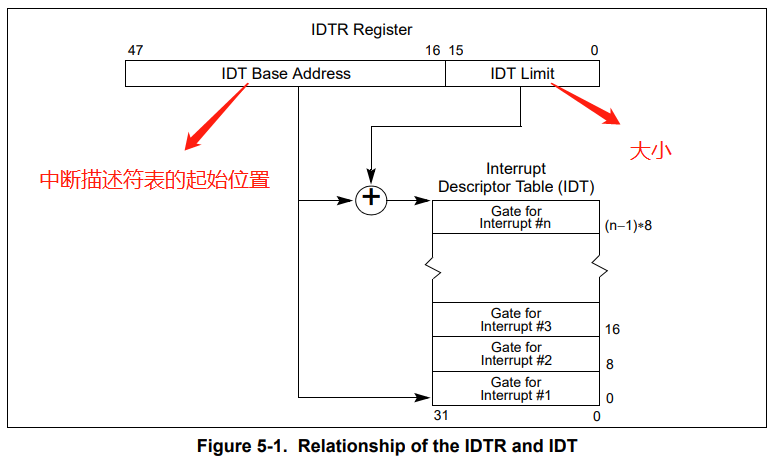 IDTR Register
47 16 15 0
IDT Base Address IDT Limit
中断描述符表的起始位置
大小
Interrupt
Descriptor Table (IDT)
+
Gate for
Interrupt #n
(n−1)∗8
Gate for
Interrupt #3
16
Gate for
Interrupt #2
8
Gate for
Interrupt #1
0
31 0
Figure 5-1. Relationship of the IDTR and IDT